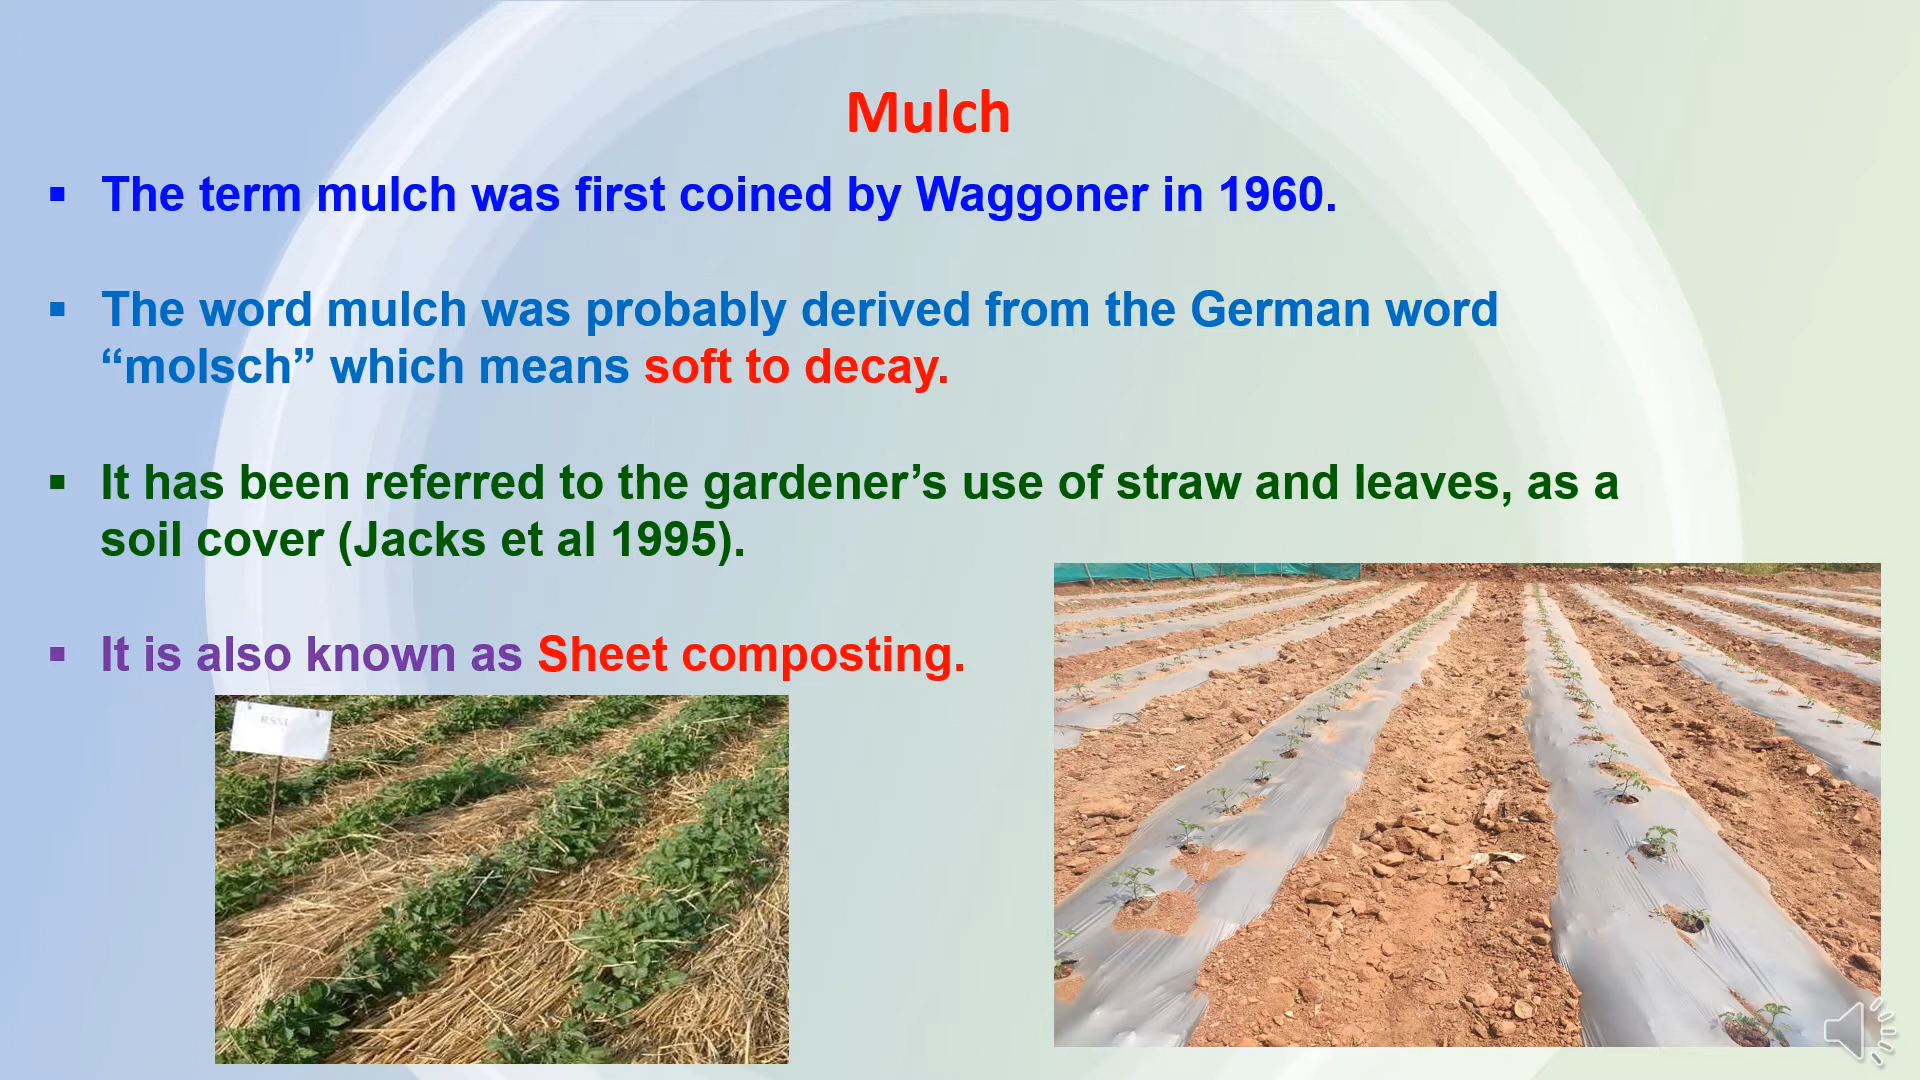 Mulch
▪ The term mulch was first coined by Waggoner in 1960.
▪ The word mulch was probably derived from the German word
“molsch” which means soft to decay.
▪ It has been referred to the gardener’s use of straw and leaves, as a
soil cover (Jacks et al 1995).
▪ It is also known as Sheet composting.